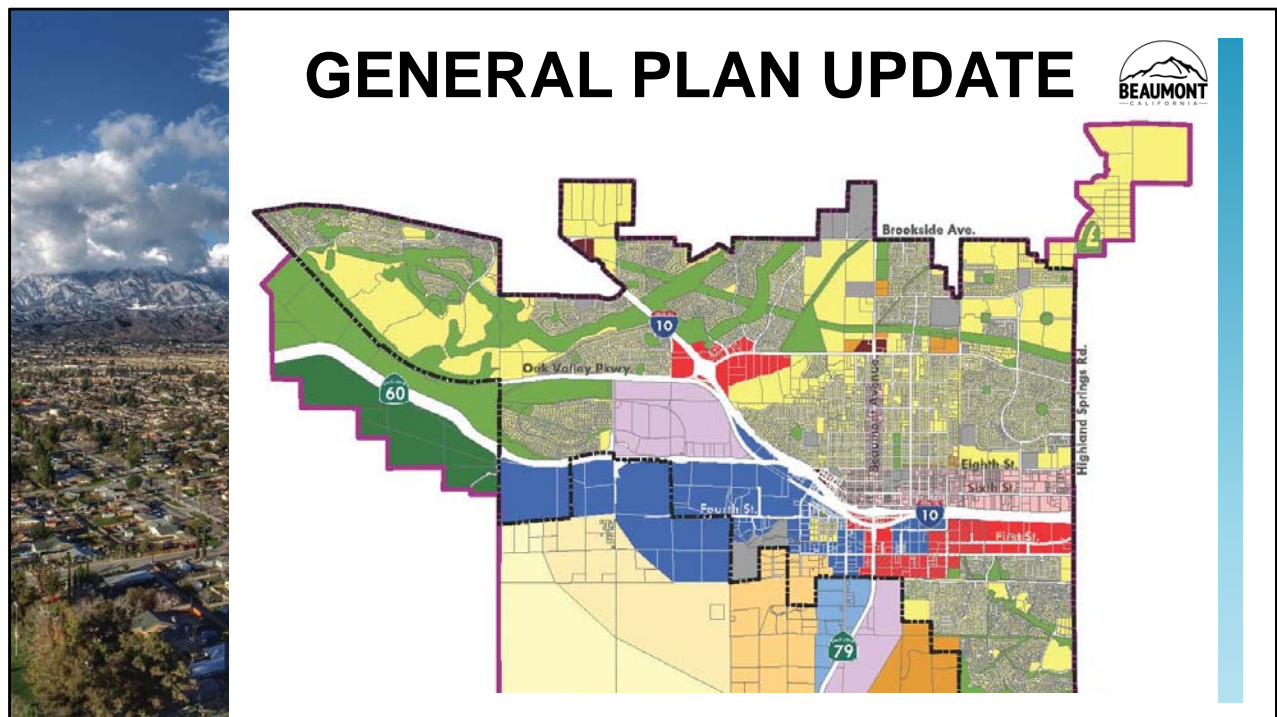 GENERAL PLAN UPDATE
BEAUMONT
CALIFORNIA
Brookside Ave.
10
Oak Valley Pkwy.
60
Beaumont Avenue
Highland Springs Rd.
Eighth St.
Sixth St.
Fourth St.
10
First St.
79